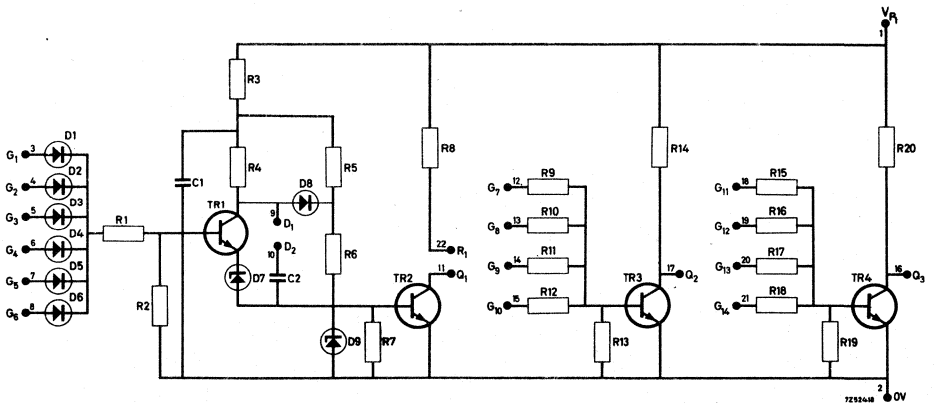 V P1
1
R3
D1
G1 3
R4
R5
R8
R14
R20
D2
G2 4
C1
D8
G7 12 R9
G11 18 R15
D3
G3 5
R1
TR1
9 D1
G8 13 R10
G12 19 R16
D4
G4 6
10 D2
R6
22 R1
G9 14 R11
G13 20 R17
D5
G5 7
D7
C2
TR2
11 Q1
TR3
17 Q2
TR4
16 Q3
D6
G6 8
R2
G10 15 R12
G14 21 R18
D9
R7
R13
R19
2
0V
7Z52418